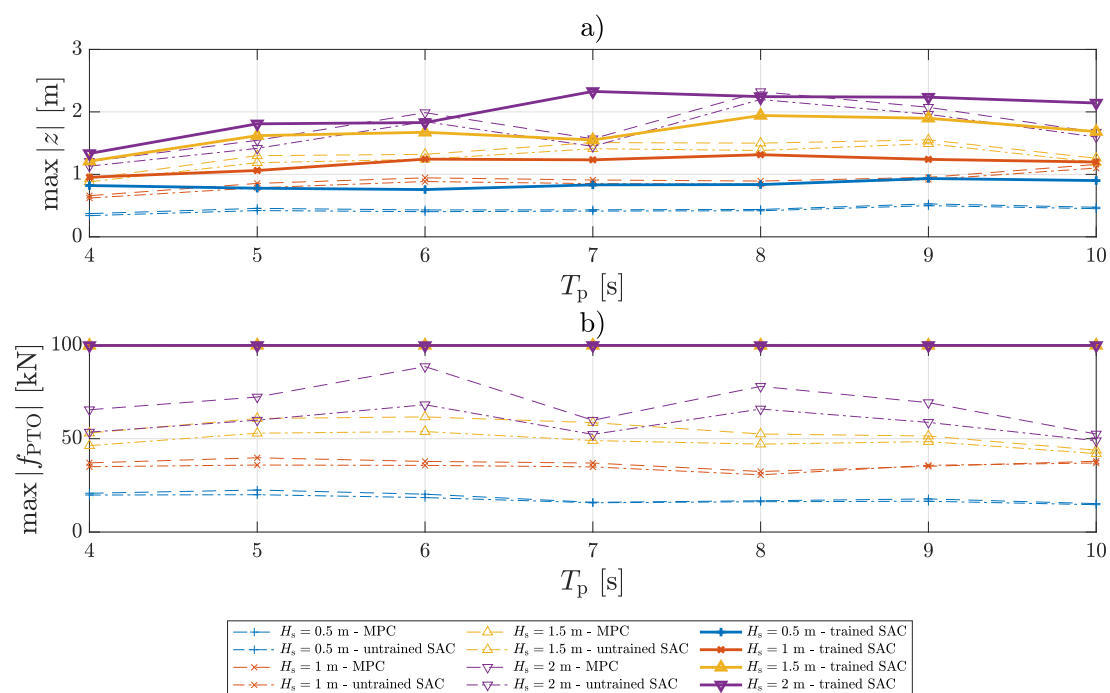 a)
3
2
1
0
max |z| [m]
4 5 6 7 8 9 10
T_p [s]
b)
100
50
0
max |f_PTO| [kN]
4 5 6 7 8 9 10
T_p [s]
H_s = 0.5 m - MPC
H_s = 0.5 m - untrained SAC
H_s = 1 m - MPC
H_s = 1 m - untrained SAC
H_s = 1.5 m - MPC
H_s = 1.5 m - untrained SAC
H_s = 2 m - MPC
H_s = 2 m - untrained SAC
H_s = 0.5 m - trained SAC
H_s = 1 m - trained SAC
H_s = 1.5 m - trained SAC
H_s = 2 m - trained SAC